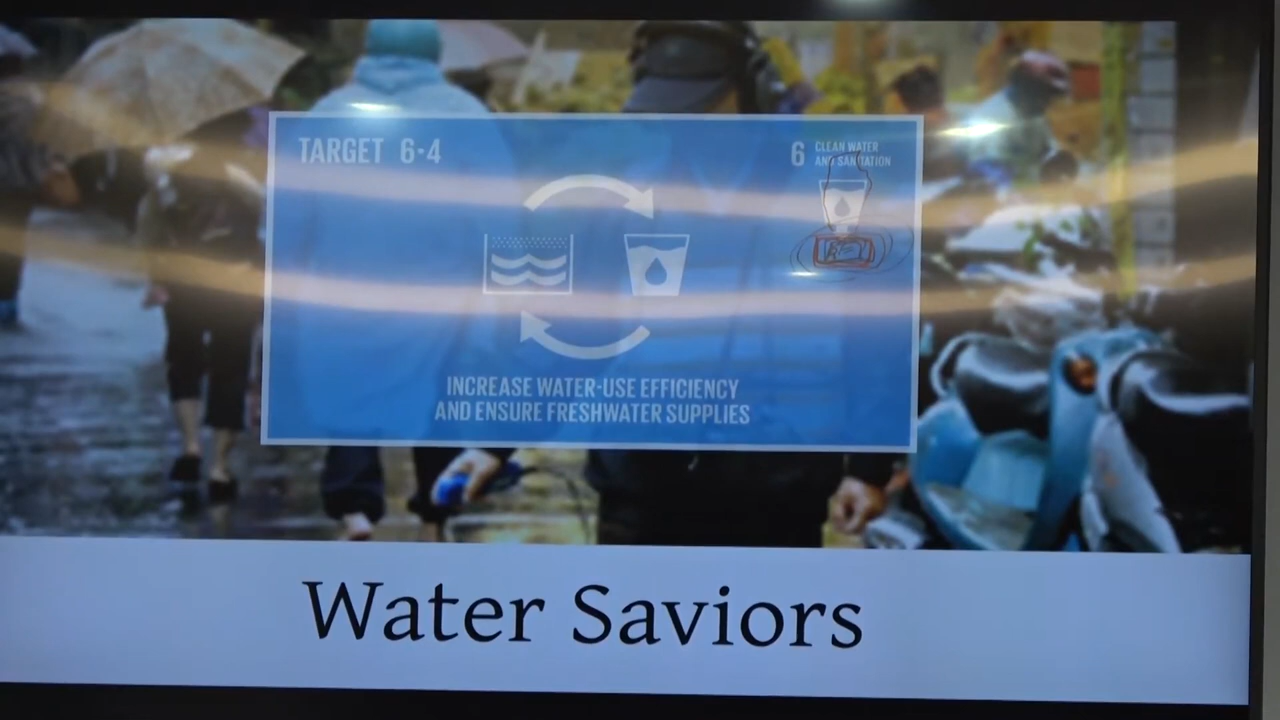 TARGET 6·4
6 CLEAN WATER
AND SANITATION
INCREASE WATER-USE EFFICIENCY
AND ENSURE FRESHWATER SUPPLIES
Water Saviors